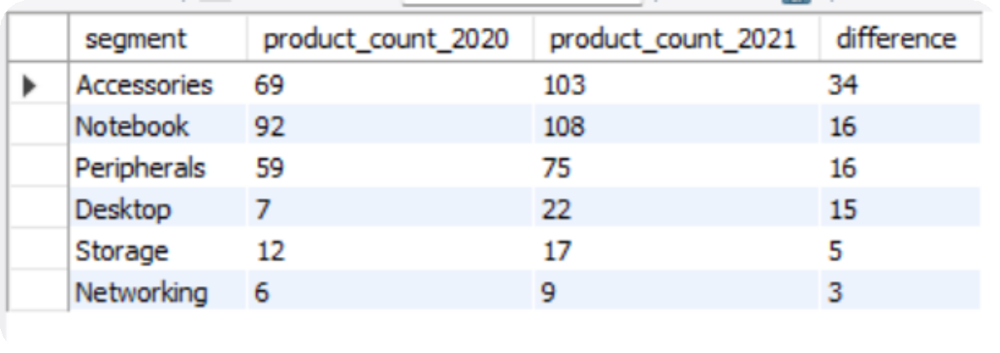 segment product_count_2020 product_count_2021 difference
Accessories 69 103 34
Notebook 92 108 16
Peripherals 59 75 16
Desktop 7 22 15
Storage 12 17 5
Networking 6 9 3